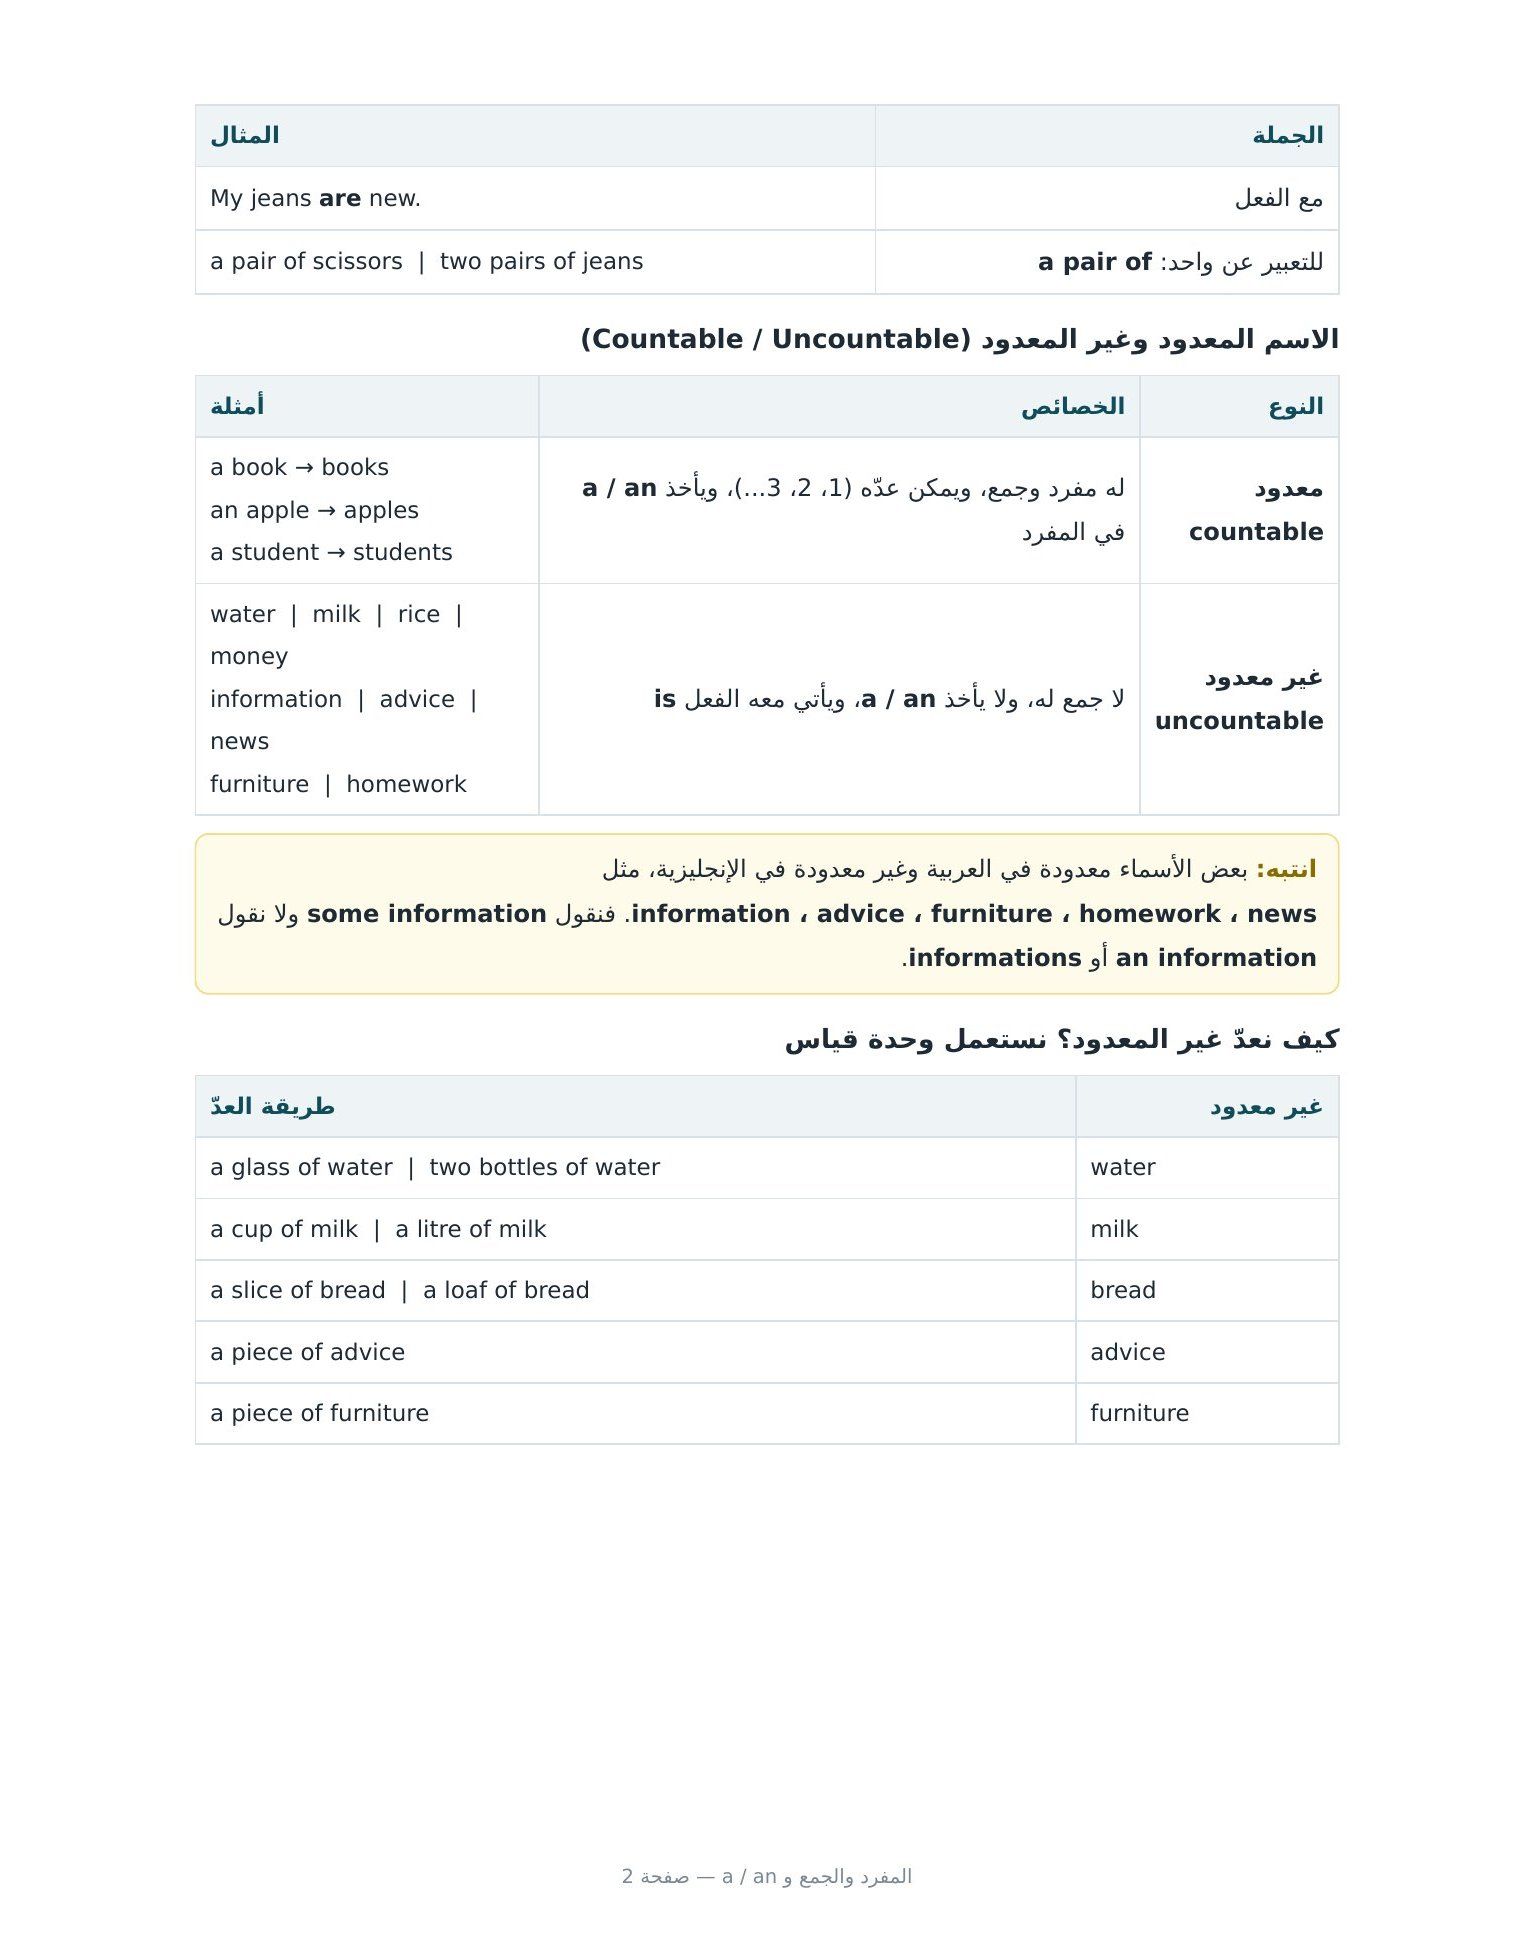 الجملة المثال
مع الفعل My jeans are new.
للتعبير عن واحد: a pair of a pair of scissors | two pairs of jeans
الاسم المعدود وغير المعدود (Countable / Uncountable)
النوع الخصائص أمثلة
معدود
countable
له مفرد وجمع، ويمكن عدّه (1، 2، 3...)، ويأخذ a / an
في المفرد
a book → books
an apple → apples
a student → students
غير معدود
uncountable
لا جمع له، ولا يأخذ a / an، ويأتي معه الفعل is
water | milk | rice |
money
information | advice |
news
furniture | homework
انتبه: بعض الأسماء معدودة في العربية وغير معدودة في الإنجليزية، مثل
information ، advice ، furniture ، homework ، news. فنقول some information ولا نقول
an information أو informations.
كيف نعدّ غير المعدود؟ نستعمل وحدة قياس
غير معدود طريقة العدّ
water a glass of water | two bottles of water
milk a cup of milk | a litre of milk
bread a slice of bread | a loaf of bread
advice a piece of advice
furniture a piece of furniture
المفرد والجمع و a / an — صفحة 2